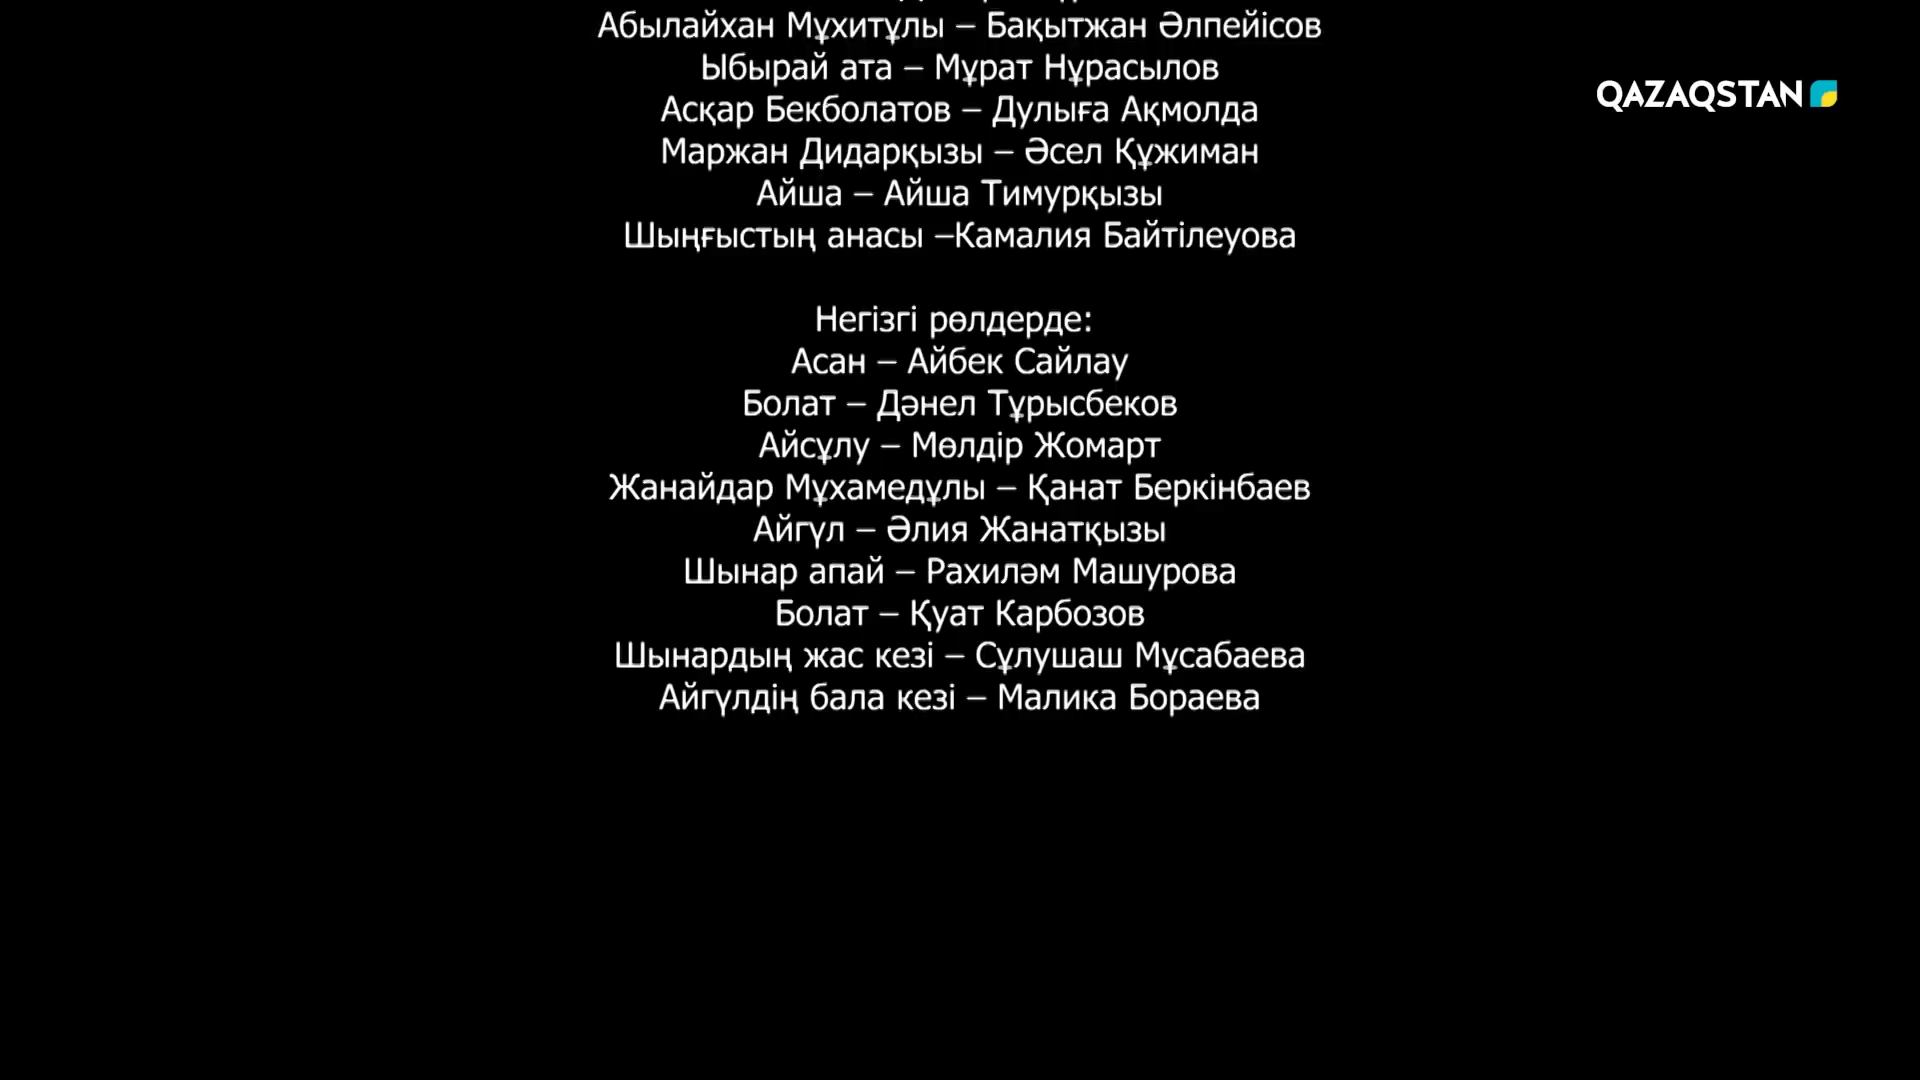 Абылайхан Мұхитұлы – Бақытжан Әлпейісов
Ыбырай ата – Мұрат Нұрасылов
QAZAQSTAN
Асқар Бекболатов – Дулыға Ақмолда
Маржан Дидарқызы – Әсел Құжиман
Айша – Айша Тимурқызы
Шыңғыстың анасы –Камалия Байтілеуова
Негізгі рөлдерде:
Асан – Айбек Сайлау
Болат – Дәнел Тұрысбеков
Айсұлу – Мөлдір Жомарт
Жанайдар Мұхамедұлы – Қанат Беркінбаев
Айгүл – Әлия Жанатқызы
Шынар апай – Рахиләм Машурова
Болат – Қуат Карбозов
Шынардың жас кезі – Сұлушаш Мұсабаева
Айгүлдің бала кезі – Малика Бораева